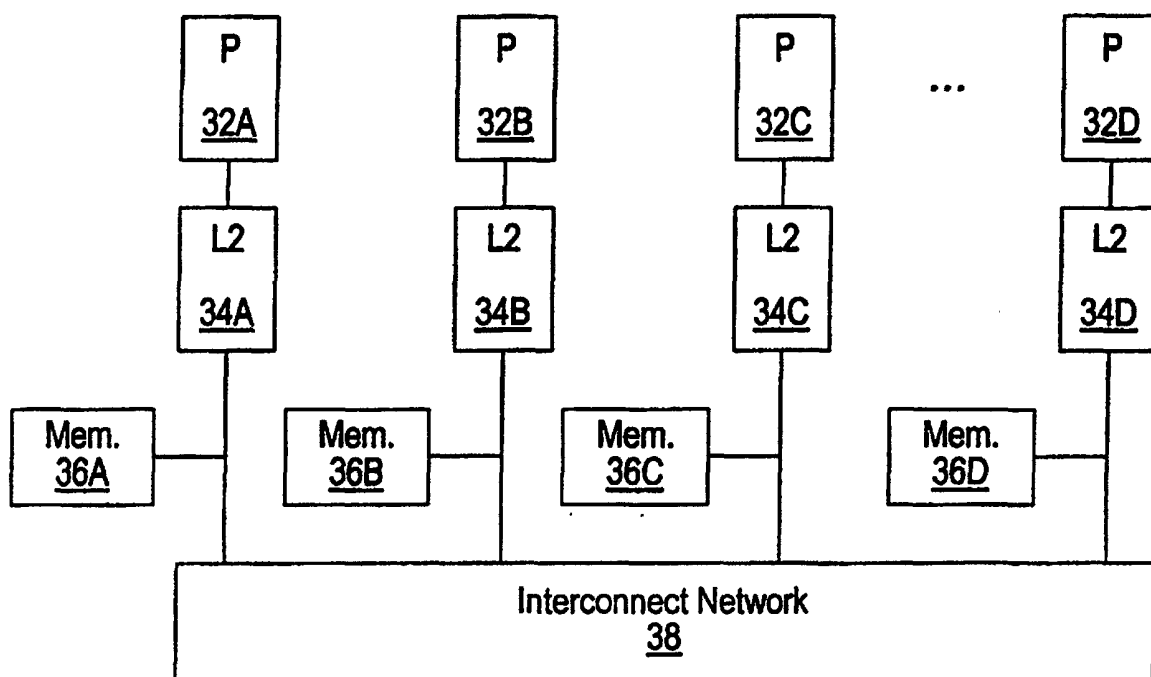 P P P ... P
32A 32B 32C 32D
L2 L2 L2 L2
34A 34B 34C 34D
Mem. Mem. Mem. Mem.
36A 36B 36C 36D
Interconnect Network
38